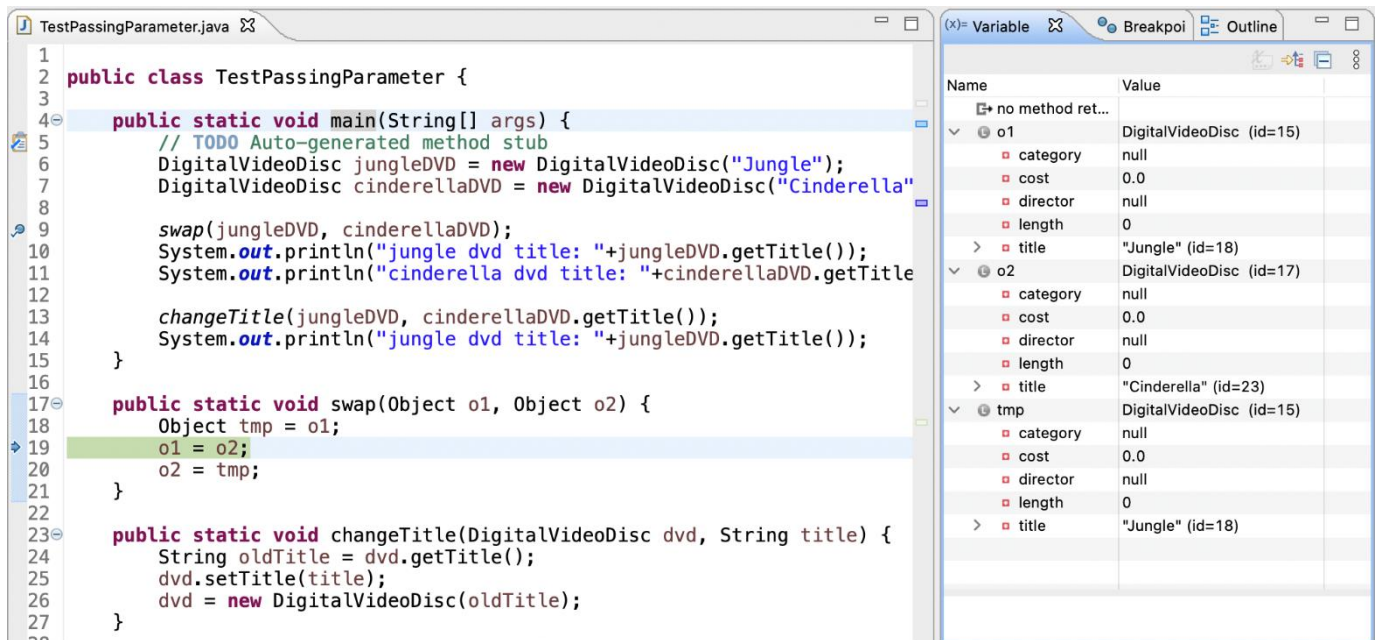 TestPassingParameter.java
1
2 public class TestPassingParameter {
3
4 public static void main(String[] args) {
5 // TODO Auto-generated method stub
6 DigitalVideoDisc jungleDVD = new DigitalVideoDisc("Jungle");
7 DigitalVideoDisc cinderellaDVD = new DigitalVideoDisc("Cinderella"
8
9 swap(jungleDVD, cinderellaDVD);
10 System.out.println("jungle dvd title: "+jungleDVD.getTitle());
11 System.out.println("cinderella dvd title: "+cinderellaDVD.getTitle
12
13 changeTitle(jungleDVD, cinderellaDVD.getTitle());
14 System.out.println("jungle dvd title: "+jungleDVD.getTitle());
15 }
16
17 public static void swap(Object o1, Object o2) {
18 Object tmp = o1;
19 o1 = o2;
20 o2 = tmp;
21 }
22
23 public static void changeTitle(DigitalVideoDisc dvd, String title) {
24 String oldTitle = dvd.getTitle();
25 dvd.setTitle(title);
26 dvd = new DigitalVideoDisc(oldTitle);
27 }
(x)= Variable Breakpoi Outline
Name Value
no method ret...
o1 DigitalVideoDisc (id=15)
category null
cost 0.0
director null
length 0
title "Jungle" (id=18)
o2 DigitalVideoDisc (id=17)
category null
cost 0.0
director null
length 0
title "Cinderella" (id=23)
tmp DigitalVideoDisc (id=15)
category null
cost 0.0
director null
length 0
title "Jungle" (id=18)